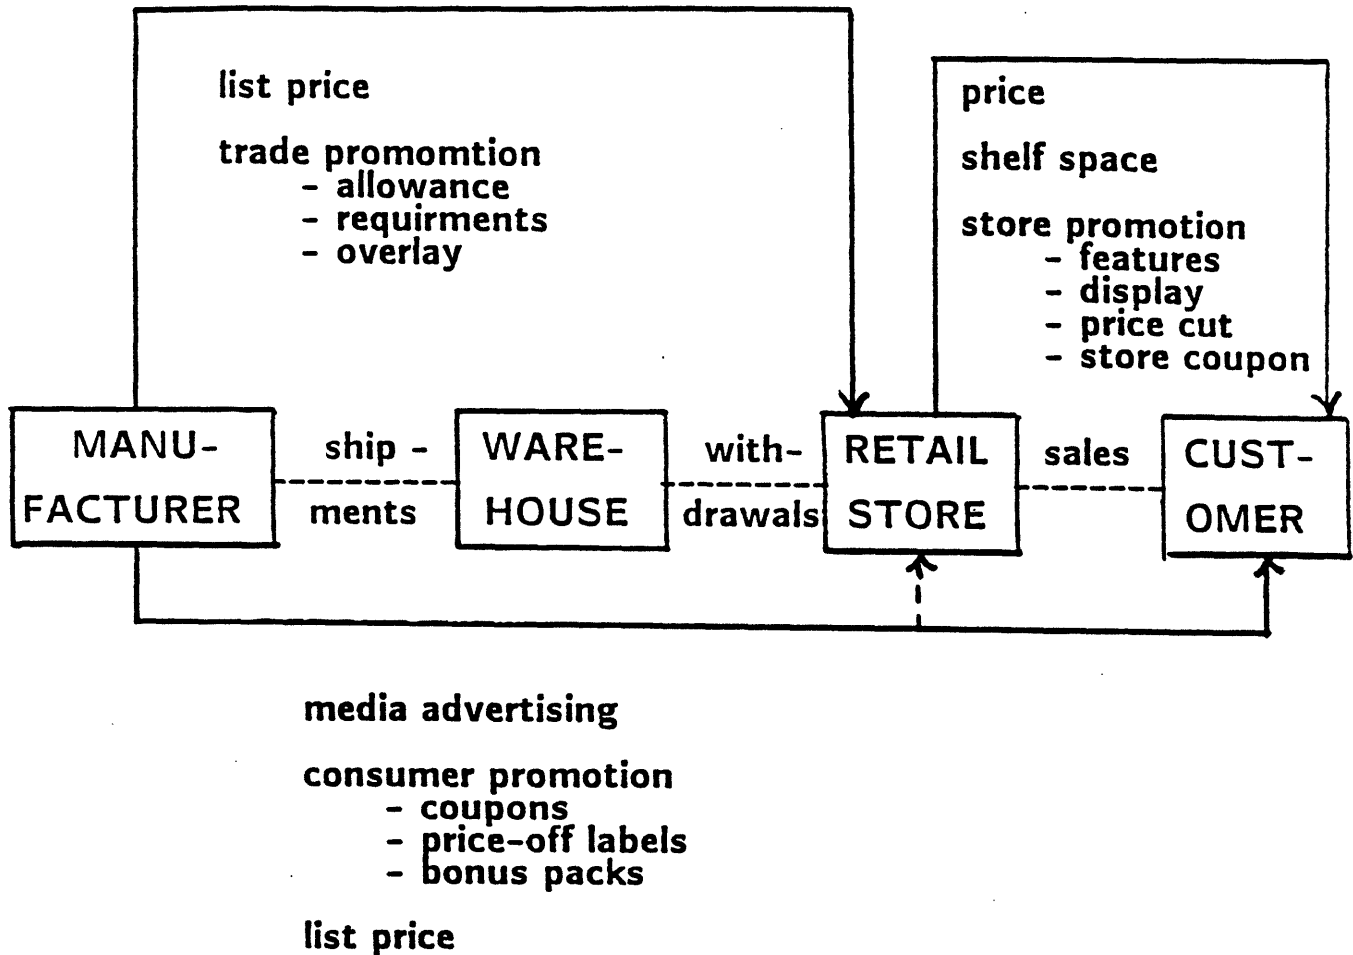 list price
trade promomtion
- allowance
- requirments
- overlay
price
shelf space
store promotion
- features
- display
- price cut
- store coupon
MANU-
FACTURER
ship -
ments
WARE-
HOUSE
with-
drawals
RETAIL
STORE
sales
CUST-
OMER
media advertising
consumer promotion
- coupons
- price-off labels
- bonus packs
list price